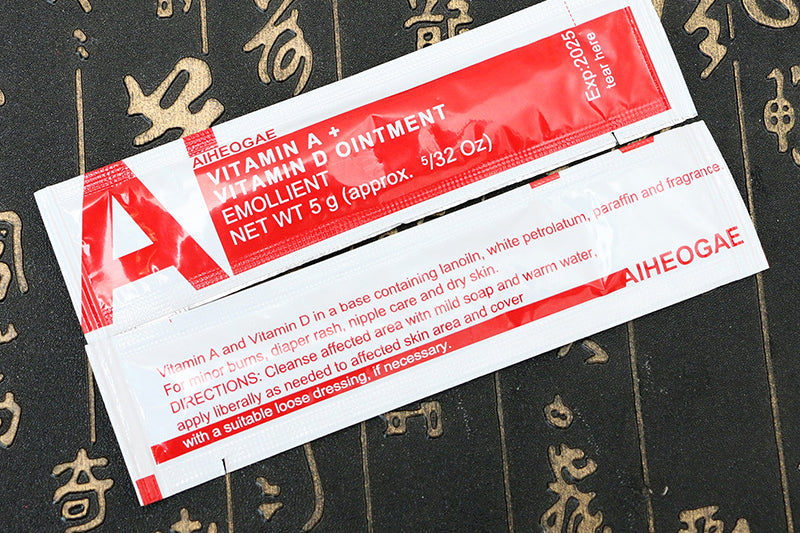 A
AIHEOGAE
VITAMIN A +
VITAMIN D OINTMENT
EMOLLIENT
NET WT 5 g (approx. 5/32 Oz)
Exp:2025
tear here
Vitamin A and Vitamin D in a base containing lanoiln, white petrolatum, paraffin and fragrance.
For minor burns, diaper rash, nipple care and dry skin.
DIRECTIONS: Cleanse affected area with mild soap and warm water,
apply liberally as needed to affected skin area and cover
with a suitable loose dressing, if necessary.
AIHEOGAE